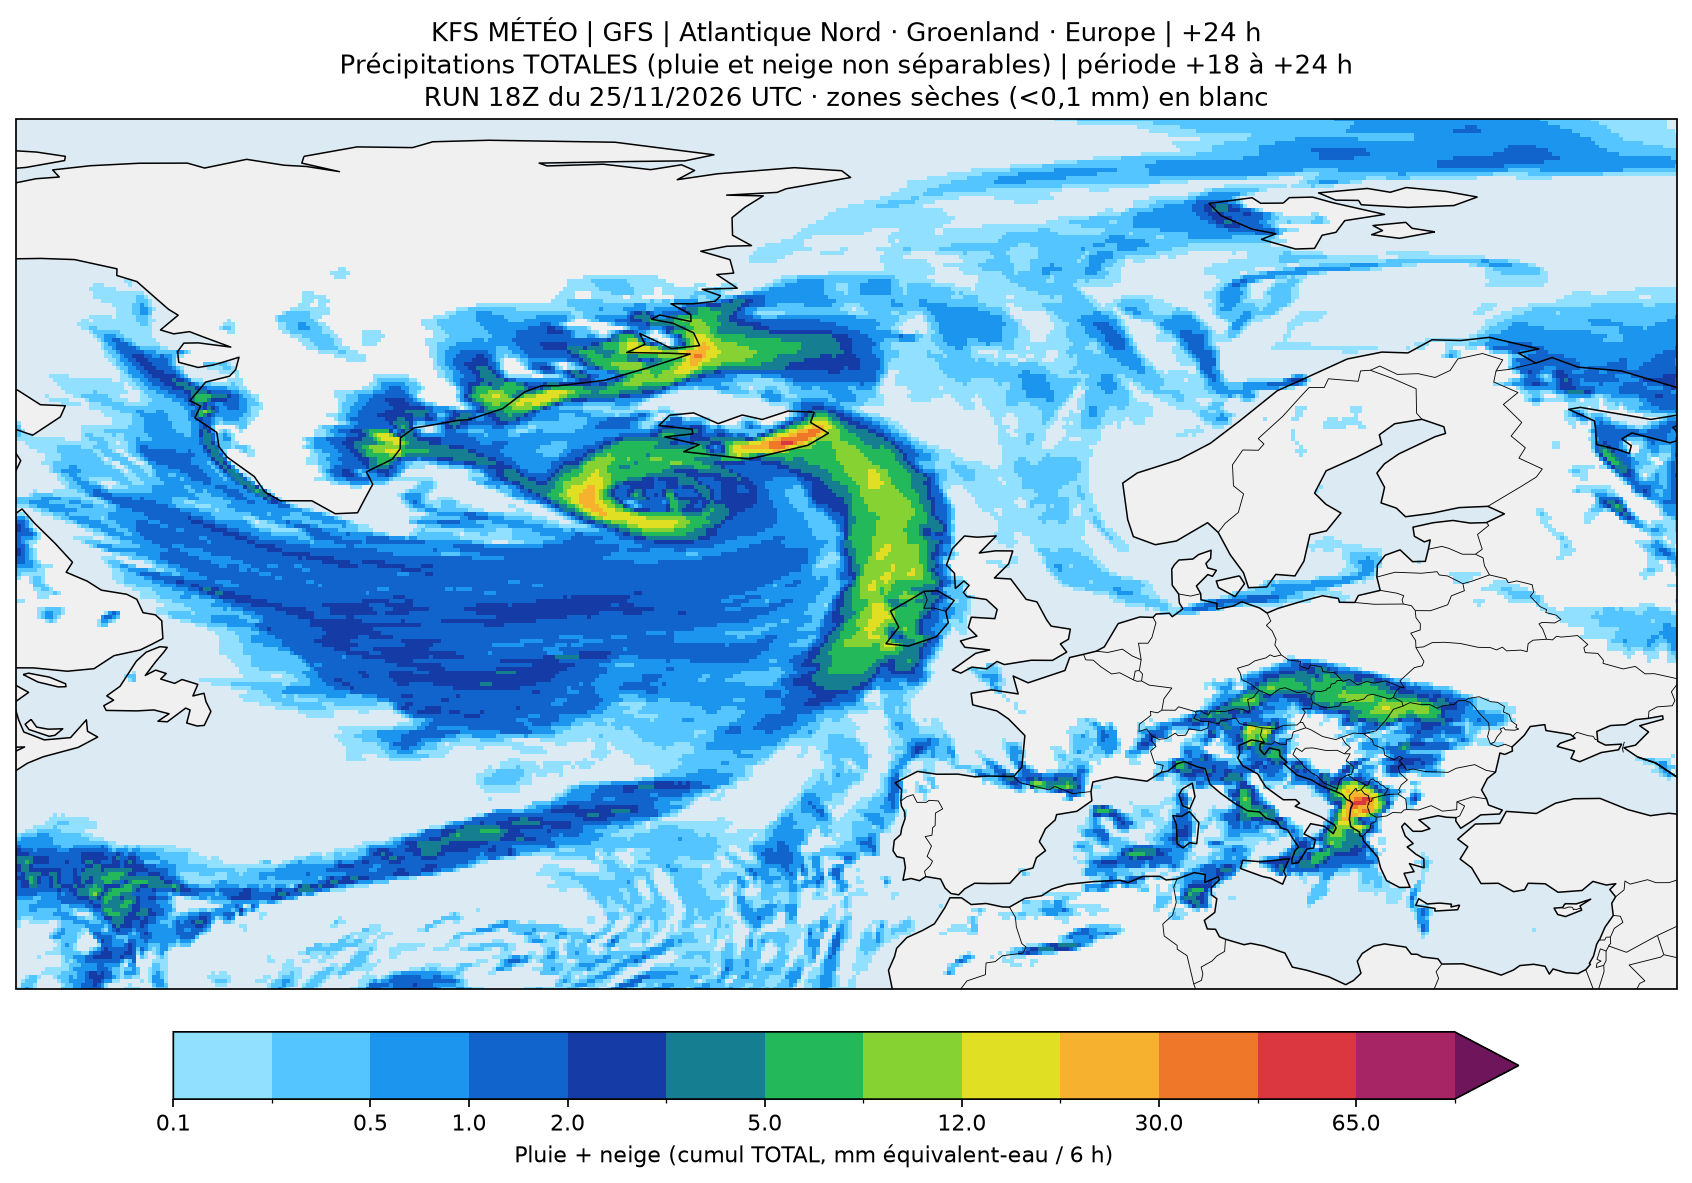 KFS MÉTÉO | GFS | Atlantique Nord · Groenland · Europe | +24 h
Précipitations TOTALES (pluie et neige non séparables) | période +18 à +24 h
RUN 18Z du 25/11/2026 UTC · zones sèches (<0,1 mm) en blanc
0.1 0.5 1.0 2.0 5.0 12.0 30.0 65.0
Pluie + neige (cumul TOTAL, mm équivalent-eau / 6 h)